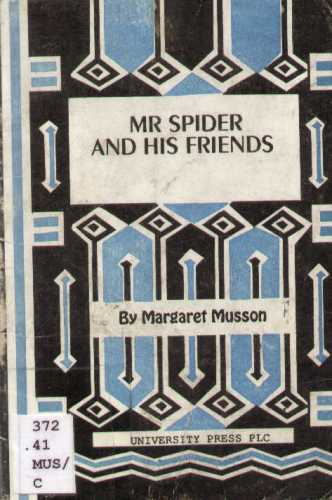 MR SPIDER
AND HIS FRIENDS
By Margaret Musson
372
.41
MUS/
C
UNIVERSITY PRESS PLC